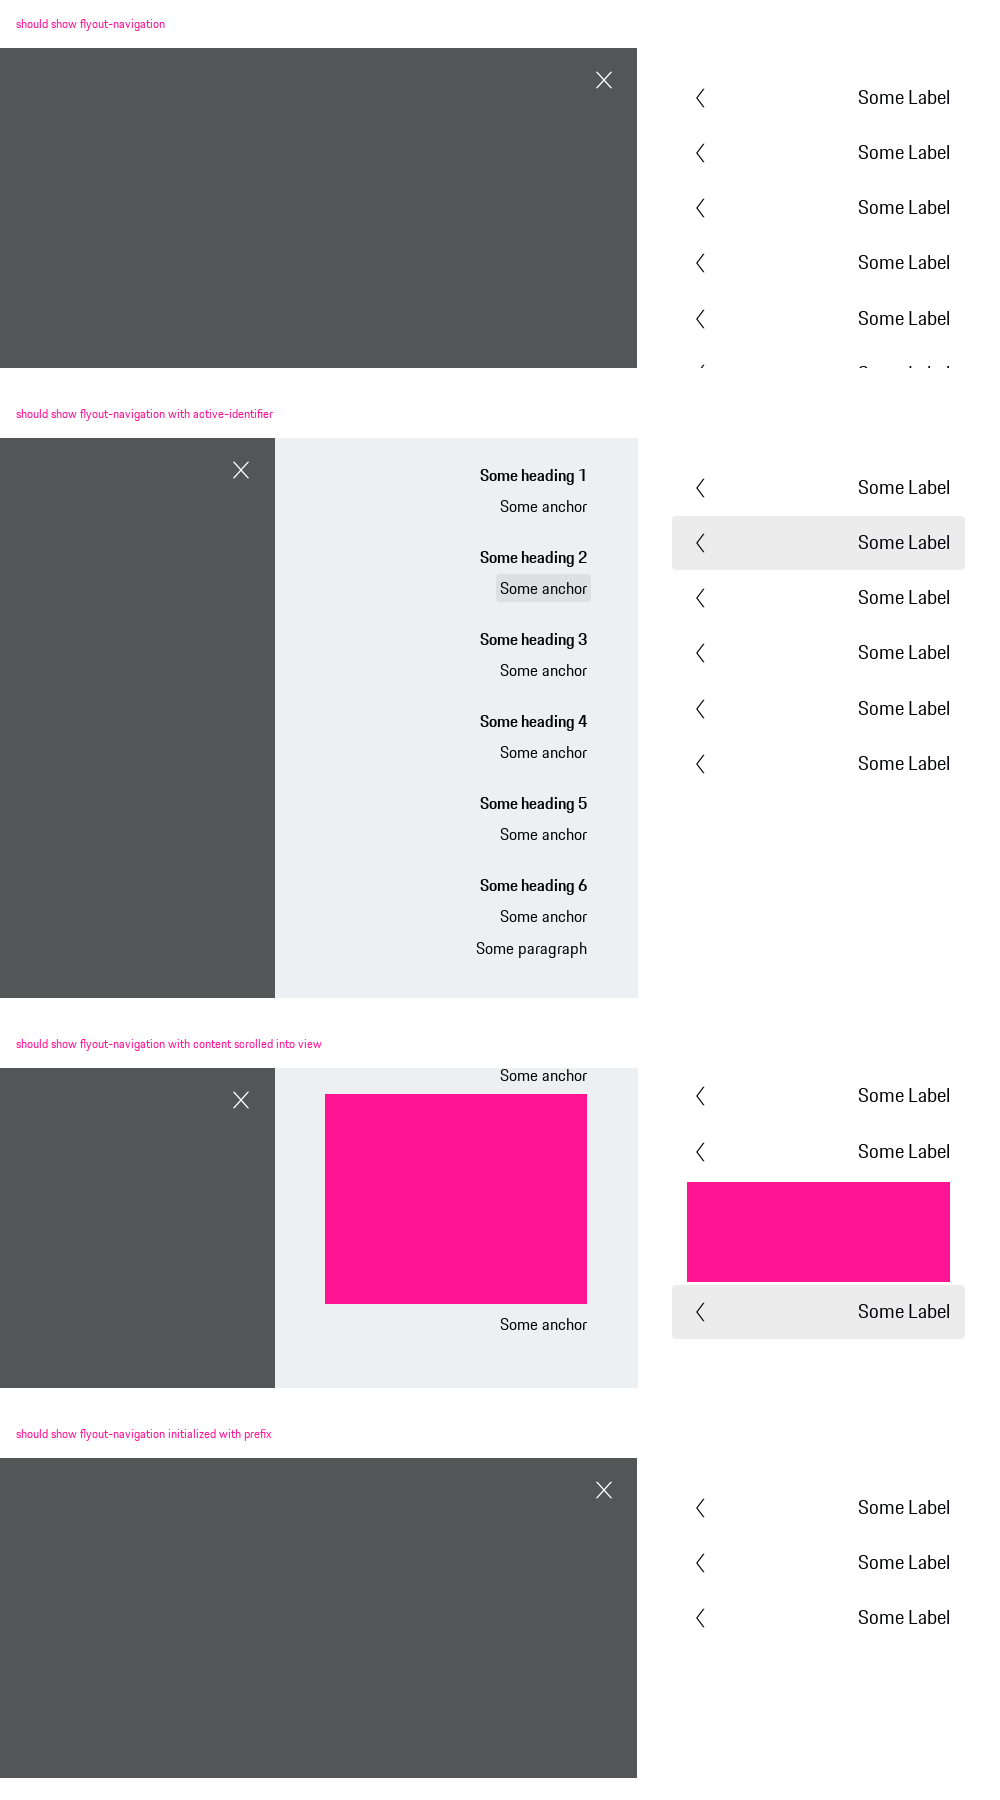 should show flyout-navigation
Some Label
Some Label
Some Label
Some Label
Some Label
should show flyout-navigation with active-identifier
Some heading 1
Some anchor
Some heading 2
Some anchor
Some heading 3
Some anchor
Some heading 4
Some anchor
Some heading 5
Some anchor
Some heading 6
Some anchor
Some paragraph
Some Label
Some Label
Some Label
Some Label
Some Label
Some Label
should show flyout-navigation with content scrolled into view
Some anchor
Some anchor
Some Label
Some Label
Some Label
should show flyout-navigation initialized with prefix
Some Label
Some Label
Some Label